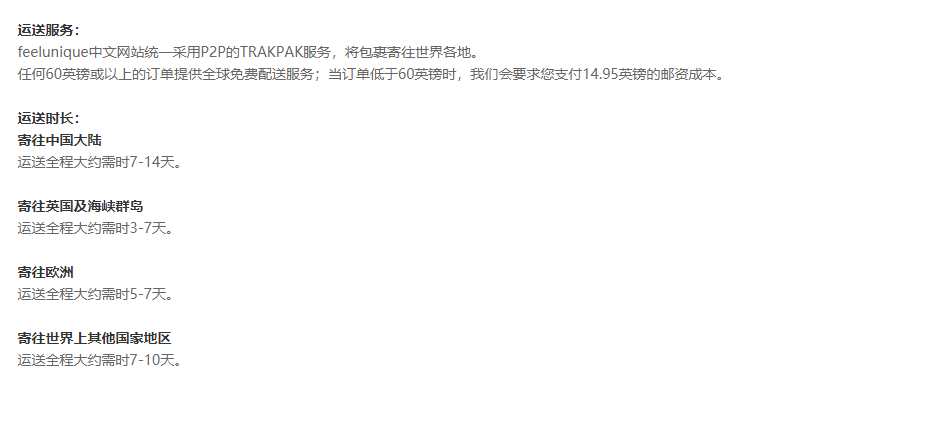 运送服务：
feelunique中文网站统一采用P2P的TRAKPAK服务，将包裹寄往世界各地。
任何60英镑或以上的订单提供全球免费配送服务；当订单低于60英镑时，我们会要求您支付14.95英镑的邮资成本。
运送时长：
寄往中国大陆
运送全程大约需时7-14天。
寄往英国及海峡群岛
运送全程大约需时3-7天。
寄往欧洲
运送全程大约需时5-7天。
寄往世界上其他国家地区
运送全程大约需时7-10天。